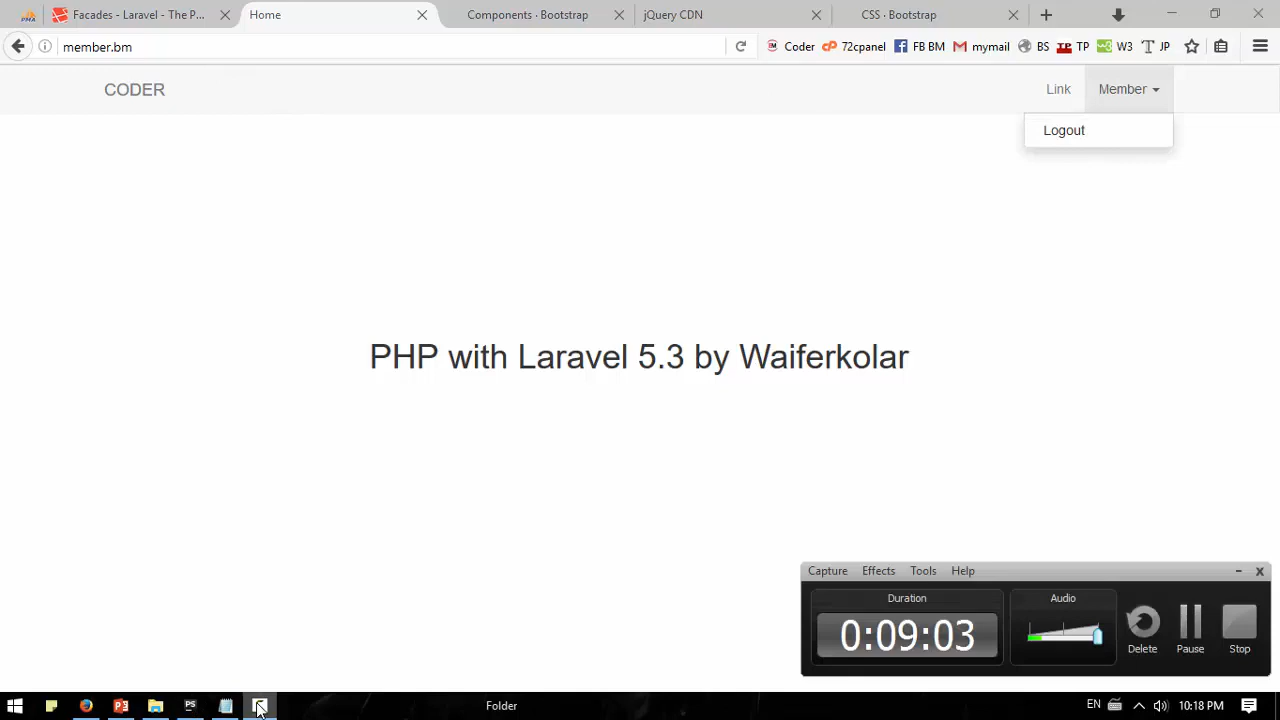 Facades - Laravel - The P...
Home
Components · Bootstrap
jQuery CDN
CSS · Bootstrap
member.bm
Coder
72cpanel
FB BM
mymail
BS
TP
W3
JP
CODER
Link
Member
Logout
PHP with Laravel 5.3 by Waiferkolar
Capture Effects Tools Help
Duration
Audio
0:09:03
Delete
Pause
Stop
Folder
EN
10:18 PM